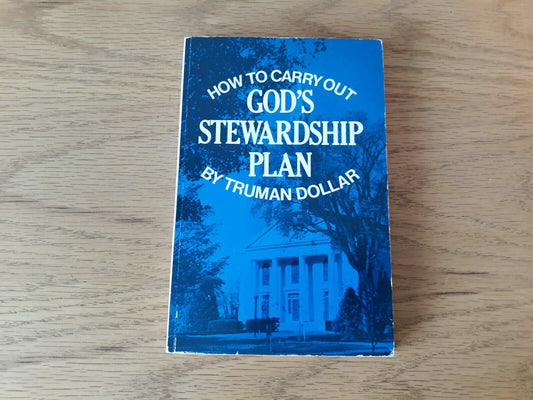 HOW TO CARRY OUT
GOD'S
STEWARDSHIP
PLAN
BY TRUMAN DOLLAR